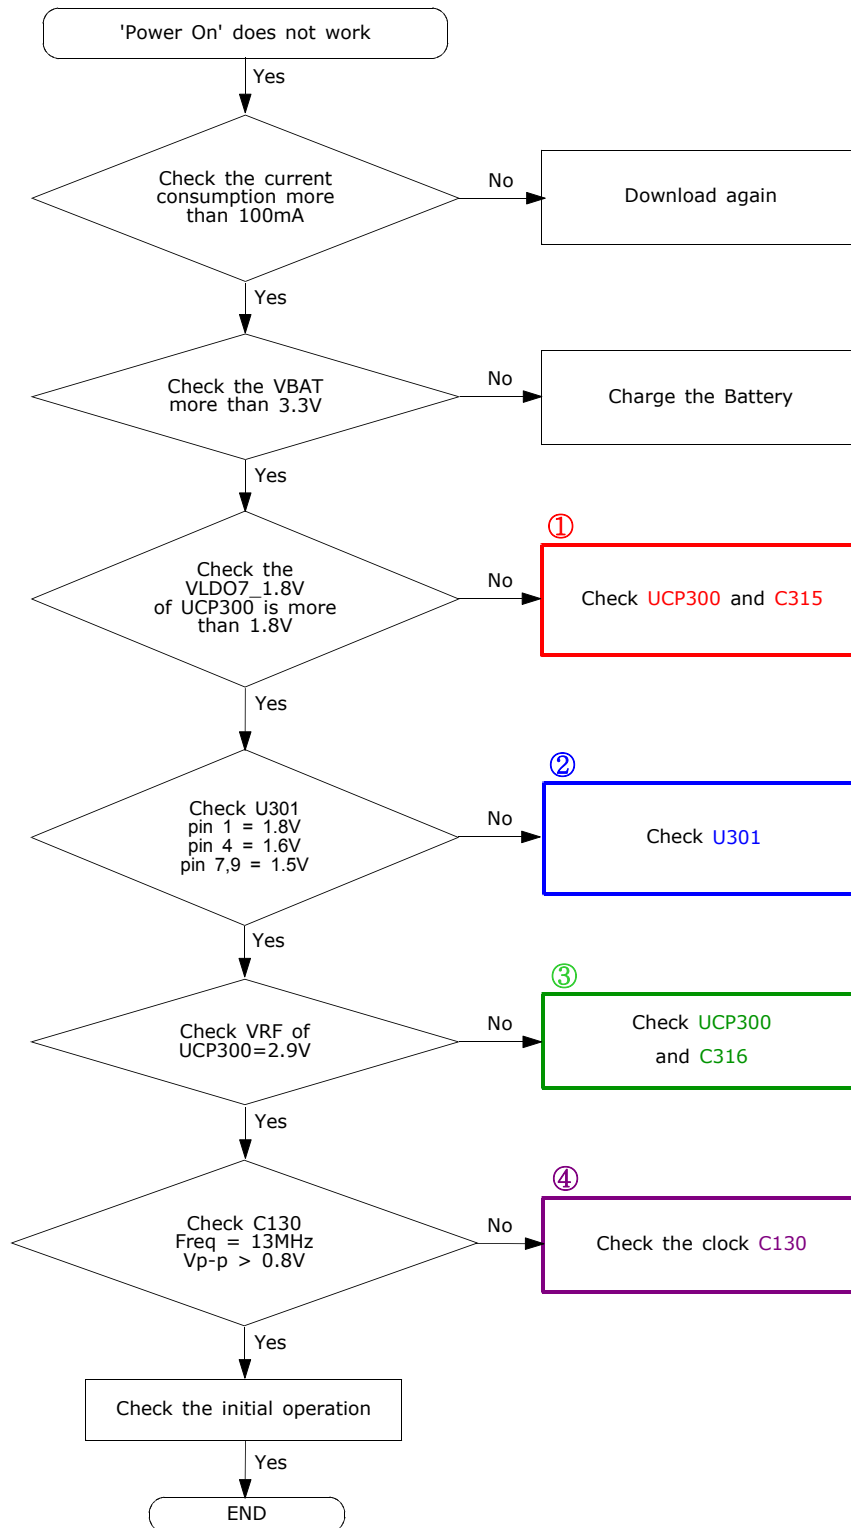 'Power On' does not work
Yes
Check the current
consumption more
than 100mA
No
Download again
Yes
Check the VBAT
more than 3.3V
No
Charge the Battery
Yes
①
Check the
VLDO7_1.8V
of UCP300 is more
than 1.8V
No
Check UCP300 and C315
Yes
②
Check U301
pin 1 = 1.8V
pin 4 = 1.6V
pin 7,9 = 1.5V
No
Check U301
Yes
③
Check VRF of
UCP300=2.9V
No
Check UCP300
and C316
Yes
④
Check C130
Freq = 13MHz
Vp-p > 0.8V
No
Check the clock C130
Yes
Check the initial operation
Yes
END